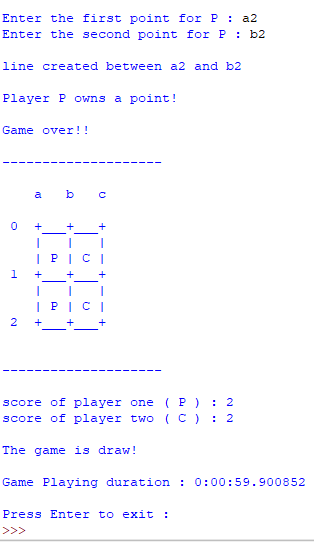 Enter the first point for P : a2
Enter the second point for P : b2
line created between a2 and b2
Player P owns a point!
Game over!!
--------------------
a   b   c
0  +___+___+
   |   |   |
   | P | C |
1  +___+___+
   |   |   |
   | P | C |
2  +___+___+
--------------------
score of player one ( P ) : 2
score of player two ( C ) : 2
The game is draw!
Game Playing duration : 0:00:59.900852
Press Enter to exit :
>>>